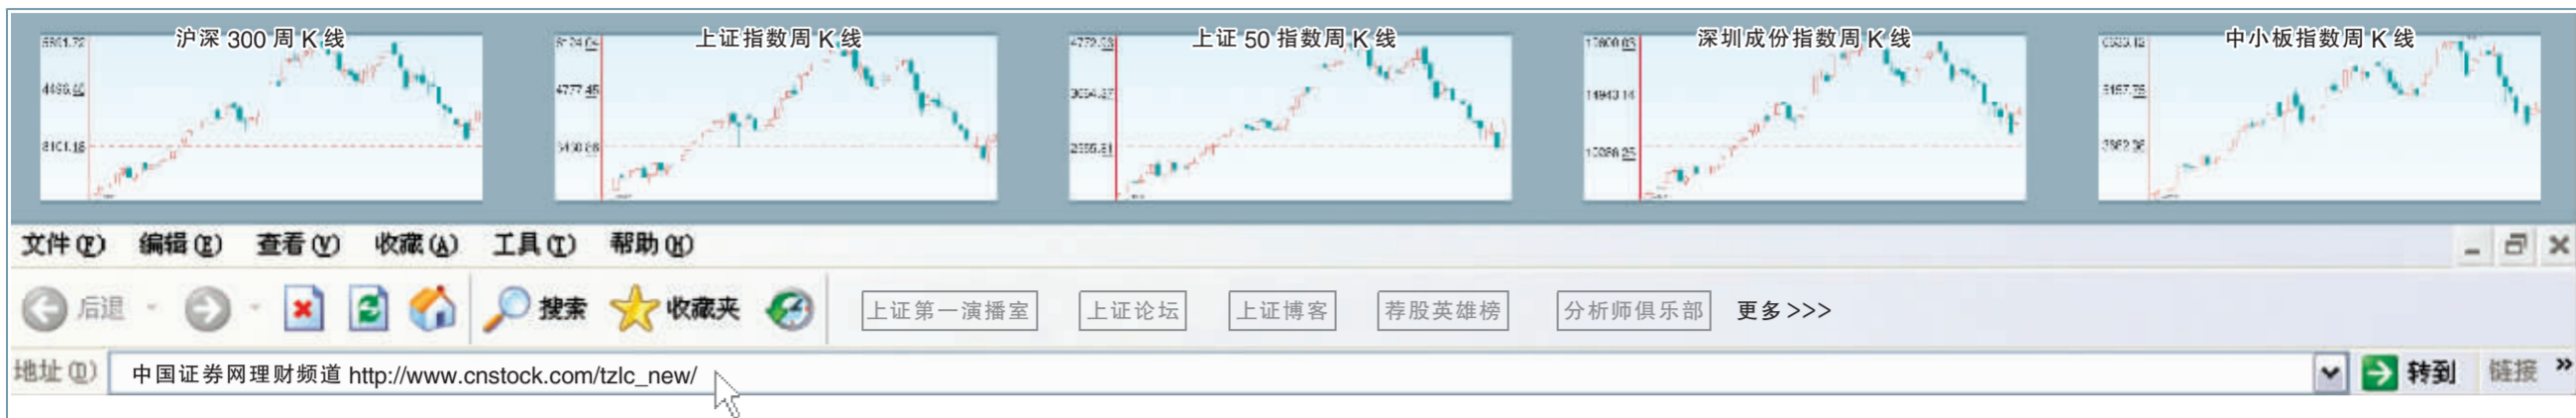 沪深 300 周 K 线
上证指数周 K 线
上证 50 指数周 K 线
深圳成份指数周 K 线
中小板指数周 K 线
4777.45
14943.14
文件(F) 编辑(E) 查看(V) 收藏(A) 工具(T) 帮助(H)
后退 搜索 收藏夹 上证第一演播室 上证论坛 上证博客 荐股英雄榜 分析师俱乐部 更多>>>
地址(D) 中国证券网理财频道 http://www.cnstock.com/tzlc_new/ 转到 链接 »